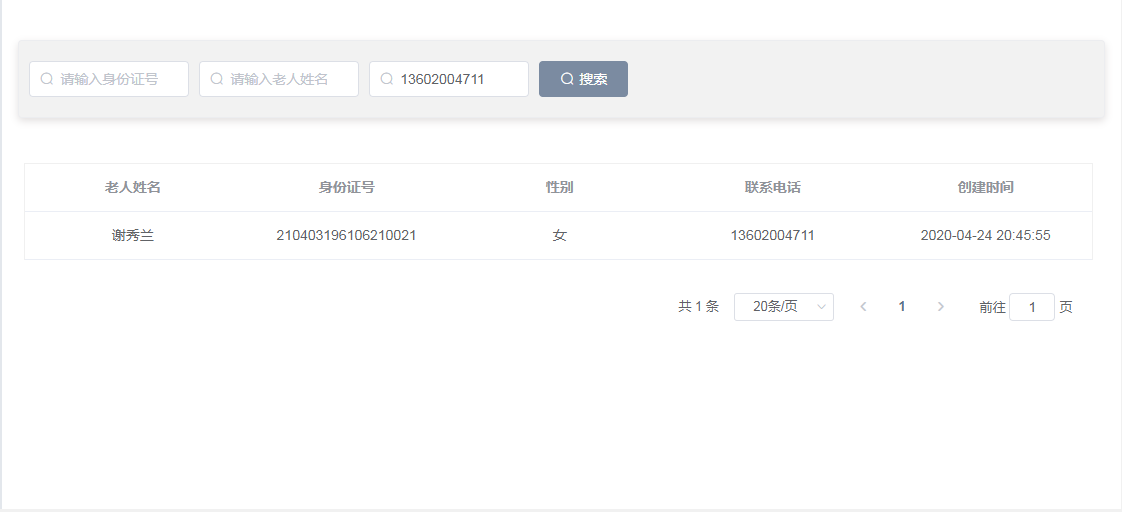 请输入身份证号 请输入老人姓名 13602004711 搜索
老人姓名 身份证号 性别 联系电话 创建时间
谢秀兰 210403196106210021 女 13602004711 2020-04-24 20:45:55
共 1 条 20条/页 1 前往 1 页